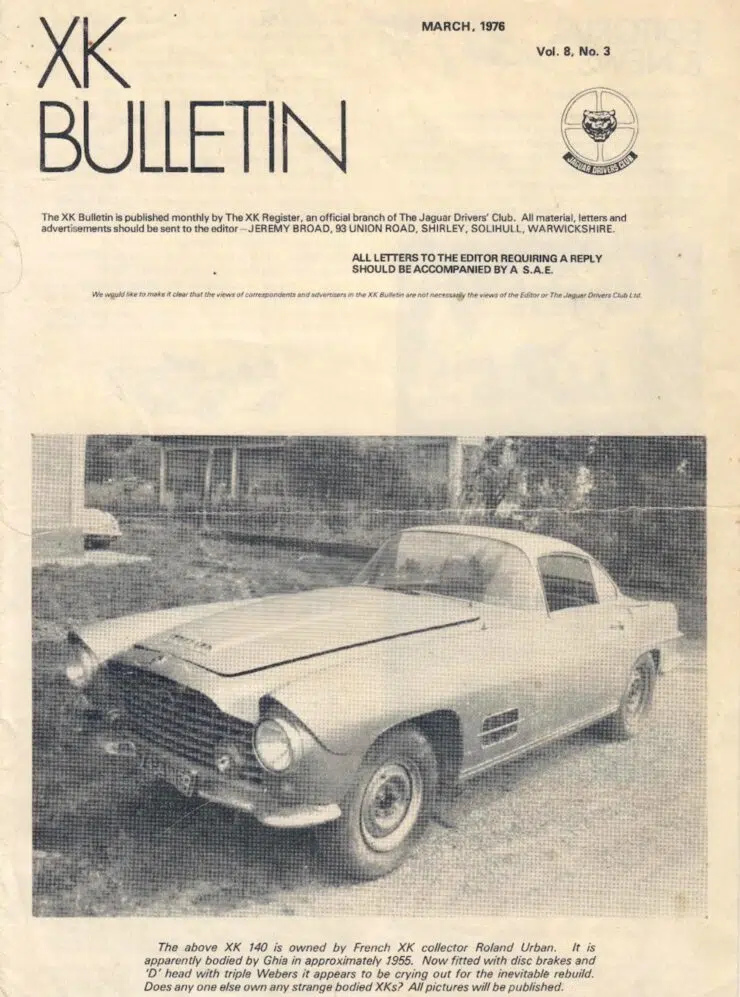 MARCH, 1976
XK
Vol. 8, No. 3
BULLETIN
JAGUAR DRIVERS CLUB
The XK Bulletin is published monthly by The XK Register, an official branch of The Jaguar Drivers' Club. All material, letters and
advertisements should be sent to the editor – JEREMY BROAD, 93 UNION ROAD, SHIRLEY, SOLIHULL, WARWICKSHIRE.
ALL LETTERS TO THE EDITOR REQUIRING A REPLY
SHOULD BE ACCOMPANIED BY A S.A.E.
We would like to make it clear that the views of correspondents and advertisers in the XK Bulletin are not necessarily the views of the Editor or The Jaguar Drivers Club Ltd.
The above XK 140 is owned by French XK collector Roland Urban. It is
apparently bodied by Ghia in approximately 1955. Now fitted with disc brakes and
'D' head with triple Webers it appears to be crying out for the inevitable rebuild.
Does any one else own any strange bodied XKs? All pictures will be published.